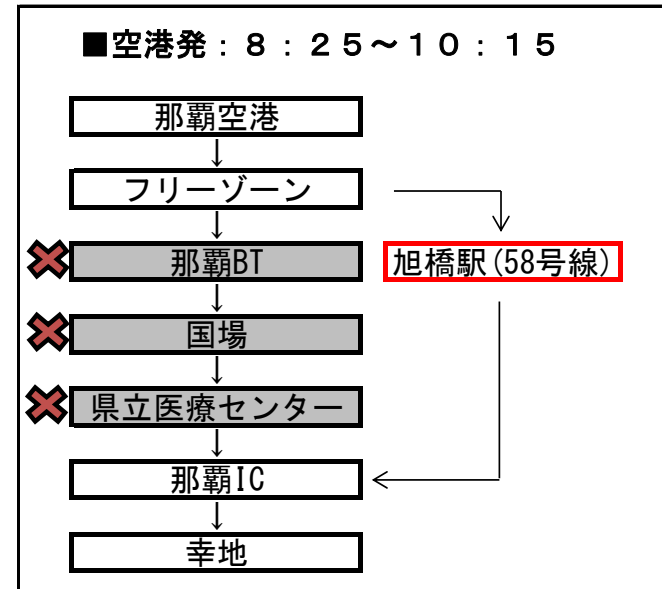 ■空港発：８：２５～１０：１５
那覇空港
↓
フリーゾーン
↓
那覇BT
旭橋駅(58号線)
↓
国場
↓
県立医療センター
↓
那覇IC
↓
幸地